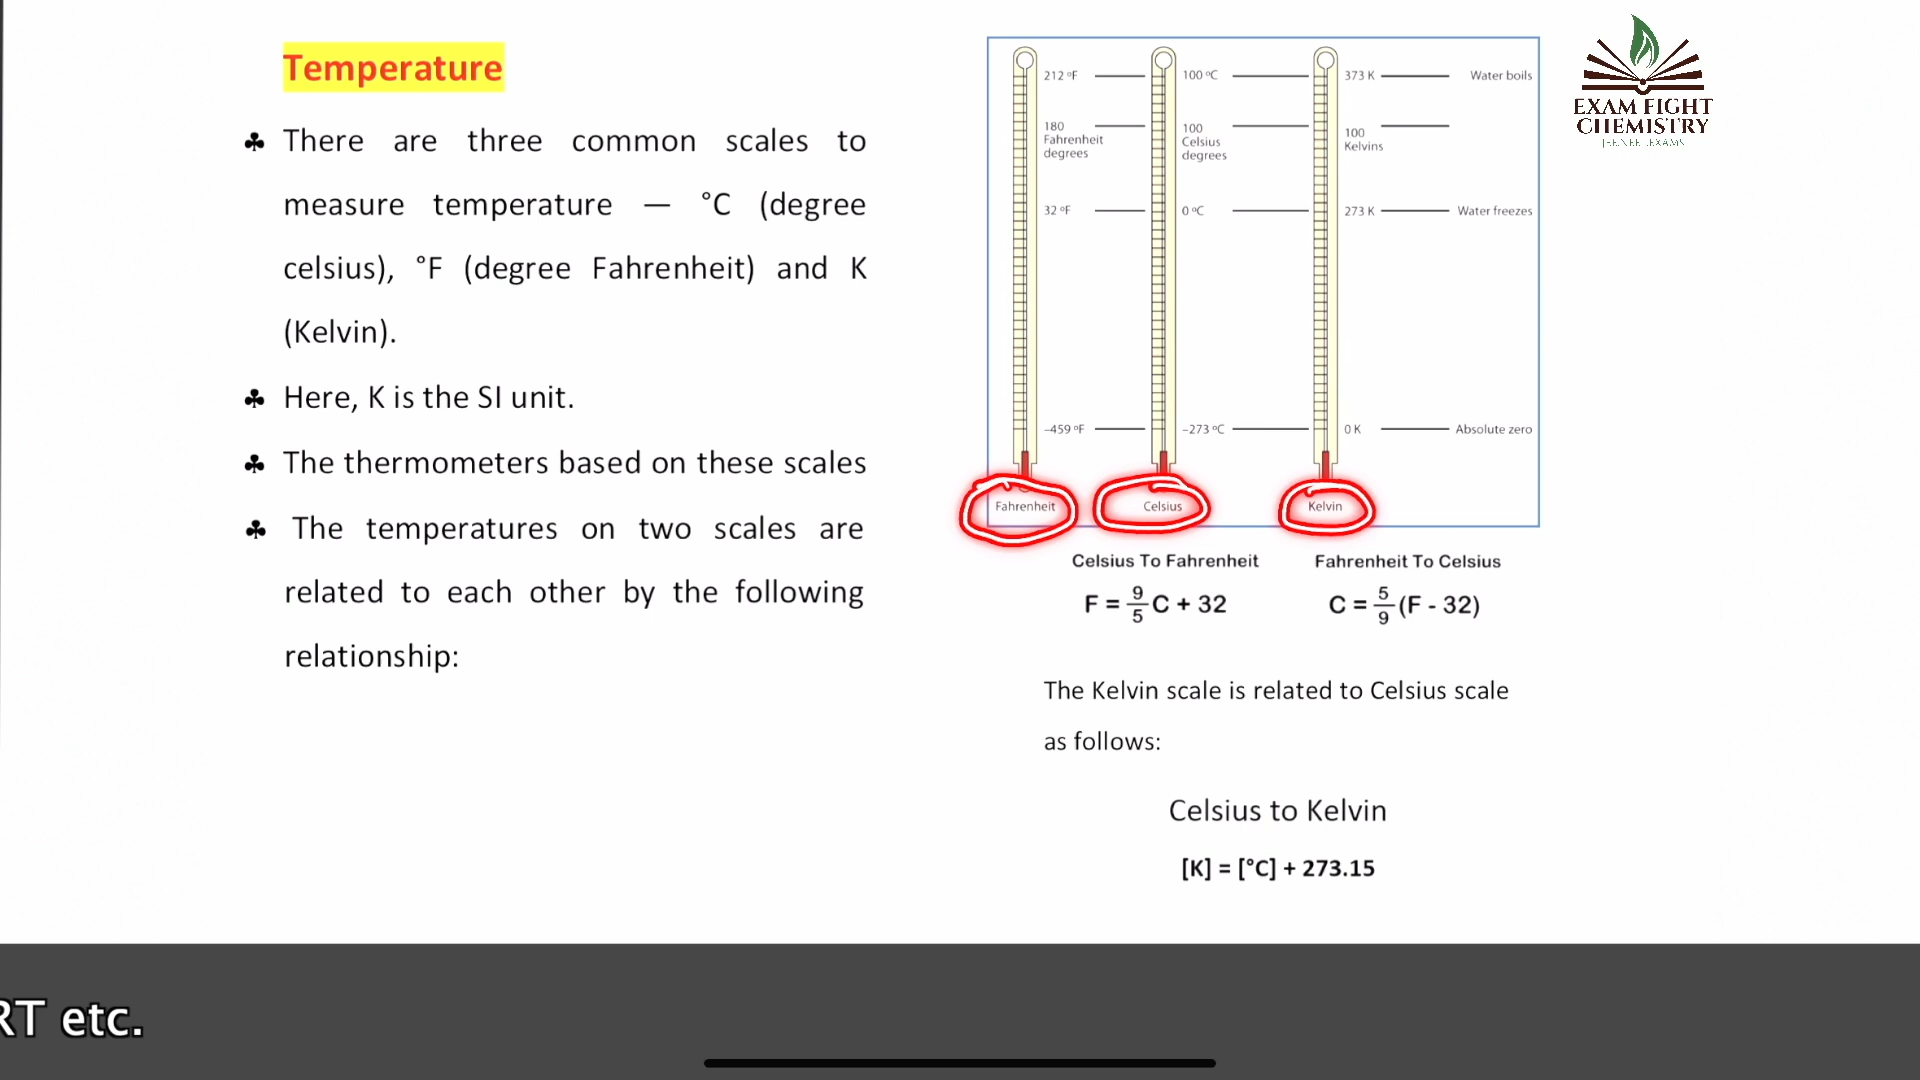 Temperature
♣ There are three common scales to
measure temperature — °C (degree
celsius), °F (degree Fahrenheit) and K
(Kelvin).
♣ Here, K is the SI unit.
♣ The thermometers based on these scales
♣ The temperatures on two scales are
related to each other by the following
relationship:
212 °F 100 °C 373 K Water boils
180 Fahrenheit degrees
100 Celsius degrees
100 Kelvins
32 °F 0 °C 273 K Water freezes
–459 °F –273 °C 0 K Absolute zero
Fahrenheit Celsius Kelvin
Celsius To Fahrenheit
F = 9/5 C + 32
Fahrenheit To Celsius
C = 5/9 (F - 32)
The Kelvin scale is related to Celsius scale
as follows:
Celsius to Kelvin
[K] = [°C] + 273.15
EXAM FIGHT
CHEMISTRY
RT etc.